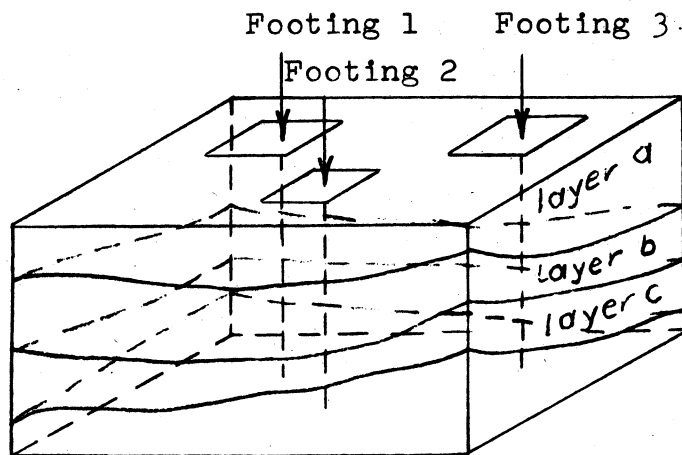 Footing 1
Footing 3.
Footing 2
layer a
layer b
layer c